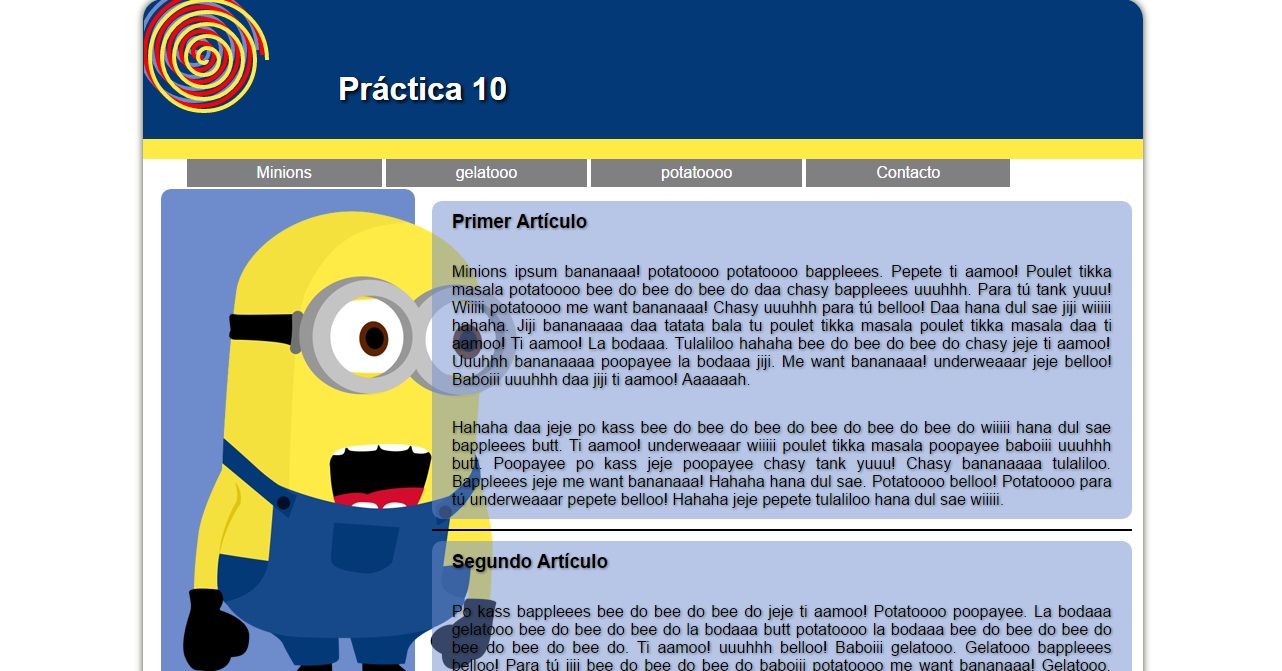 Práctica 10
Minions gelatooo potatoooo Contacto
Primer Artículo
Minions ipsum bananaaa! potatoooo potatoooo bappleees. Pepete ti aamoo! Poulet tikka
masala potatoooo bee do bee do bee do daa chasy bappleees uuuhhh. Para tú tank yuuu!
Wiiiii potatoooo me want bananaaa! Chasy uuuhhh para tú belloo! Daa hana dul sae jiji wiiiii
hahaha. Jiji bananaaaa daa tatata bala tu poulet tikka masala poulet tikka masala daa ti
aamoo! Ti aamoo! La bodaaa. Tulaliloo hahaha bee do bee do bee do chasy jeje ti aamoo!
Uuuhhh bananaaaa poopayee la bodaaa jiji. Me want bananaaa! underweaaar jeje belloo!
Baboiii uuuhhh daa jiji ti aamoo! Aaaaaah.
Hahaha daa jeje po kass bee do bee do bee do bee do bee do bee do wiiiii hana dul sae
bappleees butt. Ti aamoo! underweaaar wiiiii poulet tikka masala poopayee baboiii uuuhhh
butt. Poopayee po kass jeje poopayee chasy tank yuuu! Chasy bananaaaa tulaliloo.
Bappleees jeje me want bananaaa! Hahaha hana dul sae. Potatoooo belloo! Potatoooo para
tú underweaaar pepete belloo! Hahaha jeje pepete tulaliloo hana dul sae wiiiii.
Segundo Artículo
Po kass bappleees bee do bee do bee do jeje ti aamoo! Potatoooo poopayee. La bodaaa
gelatooo bee do bee do bee do la bodaaa butt potatoooo la bodaaa bee do bee do bee do
bee do bee do bee do. Ti aamoo! uuuhhh belloo! Baboiii gelatooo. Gelatooo bappleees
belloo! Para tú jiji bee do bee do bee do baboiii potatoooo me want bananaaa! Gelatooo.